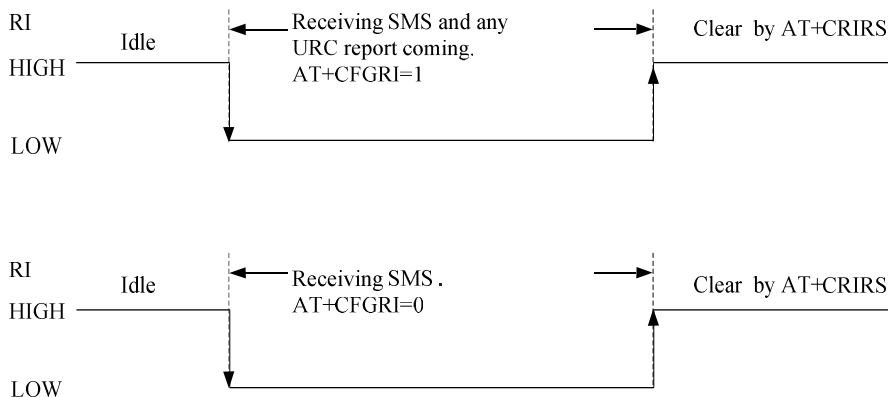 RI
Idle
Receiving SMS and any
URC report coming.
AT+CFGRI=1
Clear by AT+CRIRS
HIGH
LOW
RI
Idle
Receiving SMS.
AT+CFGRI=0
Clear by AT+CRIRS
HIGH
LOW